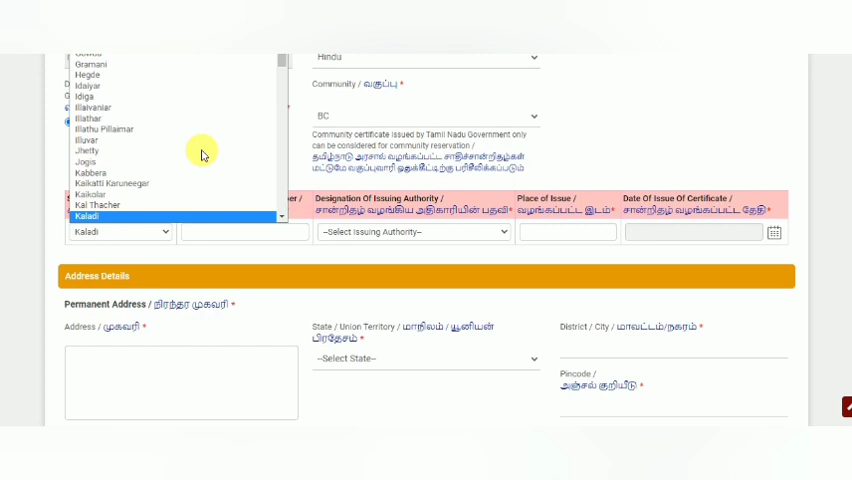 Gramani
Hegde
Idaiyar
Idiga
Illaivaniar
Illathar
Illathu Pillaimar
Illuvar
Jhetty
Jogis
Kabbera
Kaikatti Karuneegar
Kaikolar
Kal Thacher
Kaladi
Kaladi
Hindu
Community / வகுப்பு *
BC
Community certificate issued by Tamil Nadu Government only
can be considered for community reservation /
தமிழ்நாடு அரசால் வழங்கப்பட்ட சாதிச்சான்றிதழ்கள்
மட்டுமே வகுப்புவாரி ஒதுக்கீட்டிற்கு பரிசீலிக்கப்படும்
Designation Of Issuing Authority /
சான்றிதழ் வழங்கிய அதிகாரியின் பதவி*
Place of Issue /
வழங்கப்பட்ட இடம்*
Date Of Issue Of Certificate /
சான்றிதழ் வழங்கப்பட்ட தேதி*
--Select Issuing Authority--
Address Details
Permanent Address / நிரந்தர முகவரி *
Address / முகவரி *
State / Union Territory / மாநிலம் / யூனியன்
பிரதேசம் *
--Select State--
District / City / மாவட்டம்/நகரம் *
Pincode /
அஞ்சல் குறியீடு *